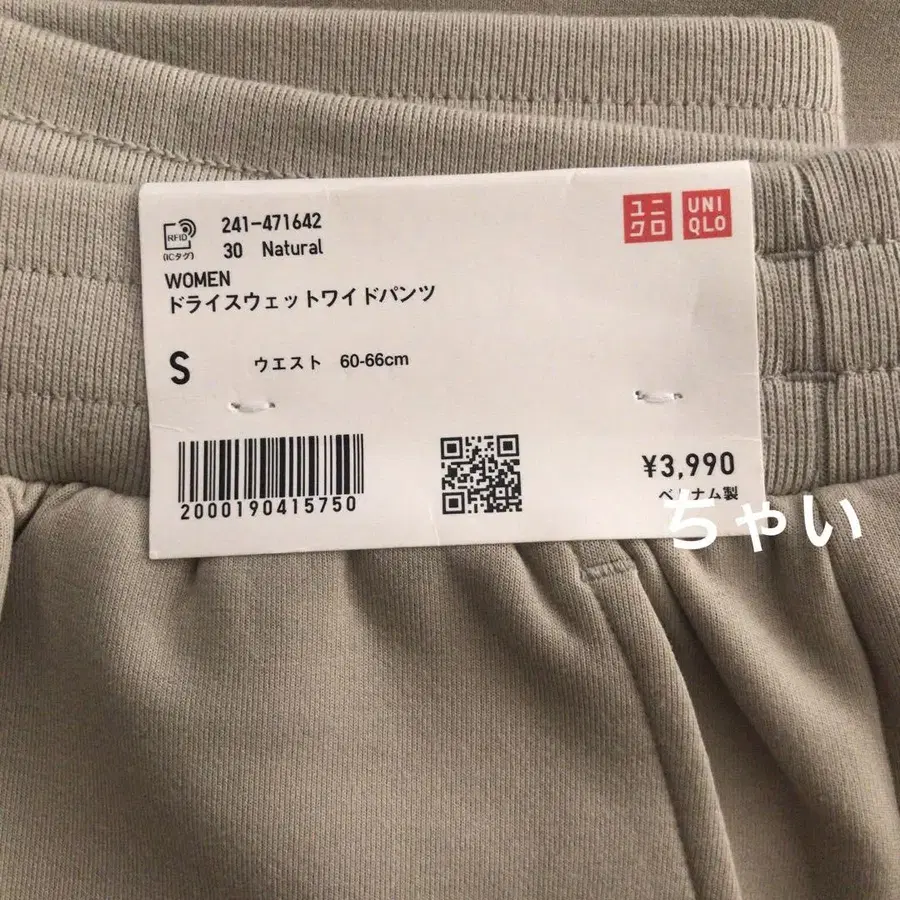 241-471642
30 Natural
RFID
(ICタグ)
ユニクロ
UNIQLO
WOMEN
ドライスウェットワイドパンツ
S ウエスト 60-66cm
2000190415750
¥3,990
ベトナム製
ちゃい